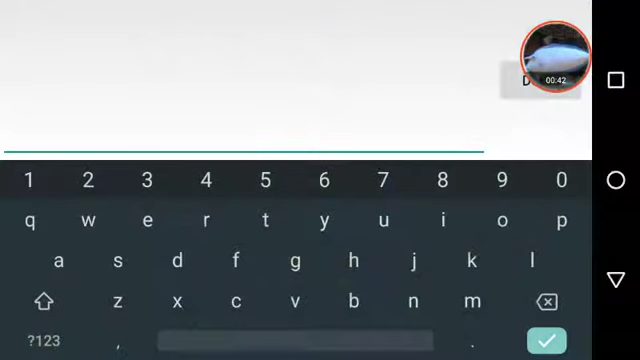 D
00:42
1 2 3 4 5 6 7 8 9 0
q w e r t y u i o p
a s d f g h j k l
z x c v b n m
?123 , .